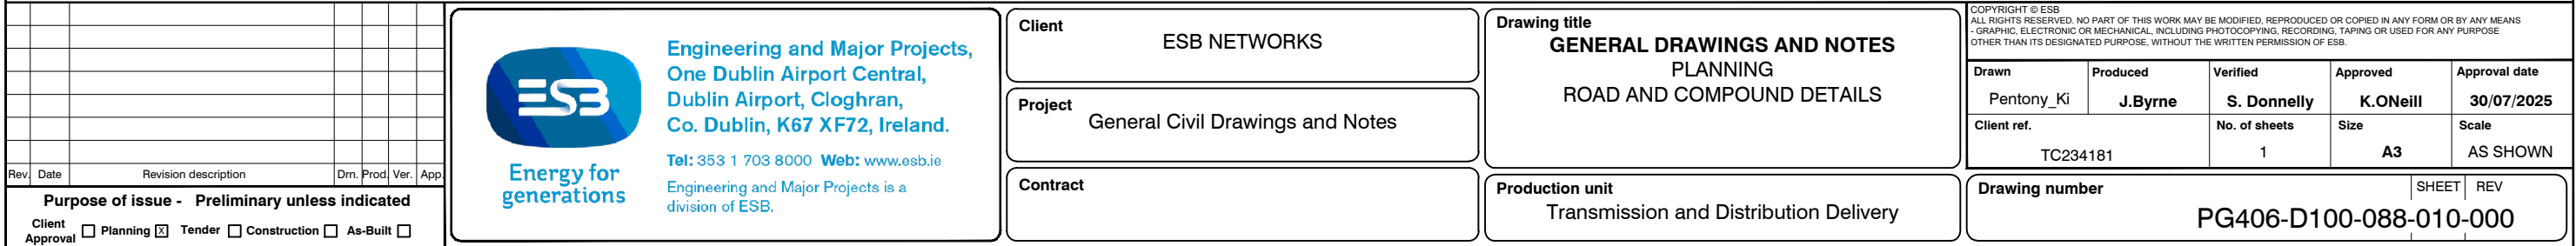 Rev. Date Revision description Drn. Prod. Ver. App.
Purpose of issue - Preliminary unless indicated
Client Approval Planning X Tender Construction As-Built
ESB
Energy for
generations
Engineering and Major Projects,
One Dublin Airport Central,
Dublin Airport, Cloghran,
Co. Dublin, K67 XF72, Ireland.
Tel: 353 1 703 8000 Web: www.esb.ie
Engineering and Major Projects is a
division of ESB.
Client
ESB NETWORKS
Project
General Civil Drawings and Notes
Contract
Drawing title
GENERAL DRAWINGS AND NOTES
PLANNING
ROAD AND COMPOUND DETAILS
Production unit
Transmission and Distribution Delivery
COPYRIGHT © ESB
ALL RIGHTS RESERVED. NO PART OF THIS WORK MAY BE MODIFIED, REPRODUCED OR COPIED IN ANY FORM OR BY ANY MEANS
- GRAPHIC, ELECTRONIC OR MECHANICAL, INCLUDING PHOTOCOPYING, RECORDING, TAPING OR USED FOR ANY PURPOSE
OTHER THAN ITS DESIGNATED PURPOSE, WITHOUT THE WRITTEN PERMISSION OF ESB.
Drawn Produced Verified Approved Approval date
Pentony_Ki J.Byrne S. Donnelly K.ONeill 30/07/2025
Client ref. No. of sheets Size Scale
TC234181 1 A3 AS SHOWN
Drawing number SHEET REV
PG406-D100-088-010-000